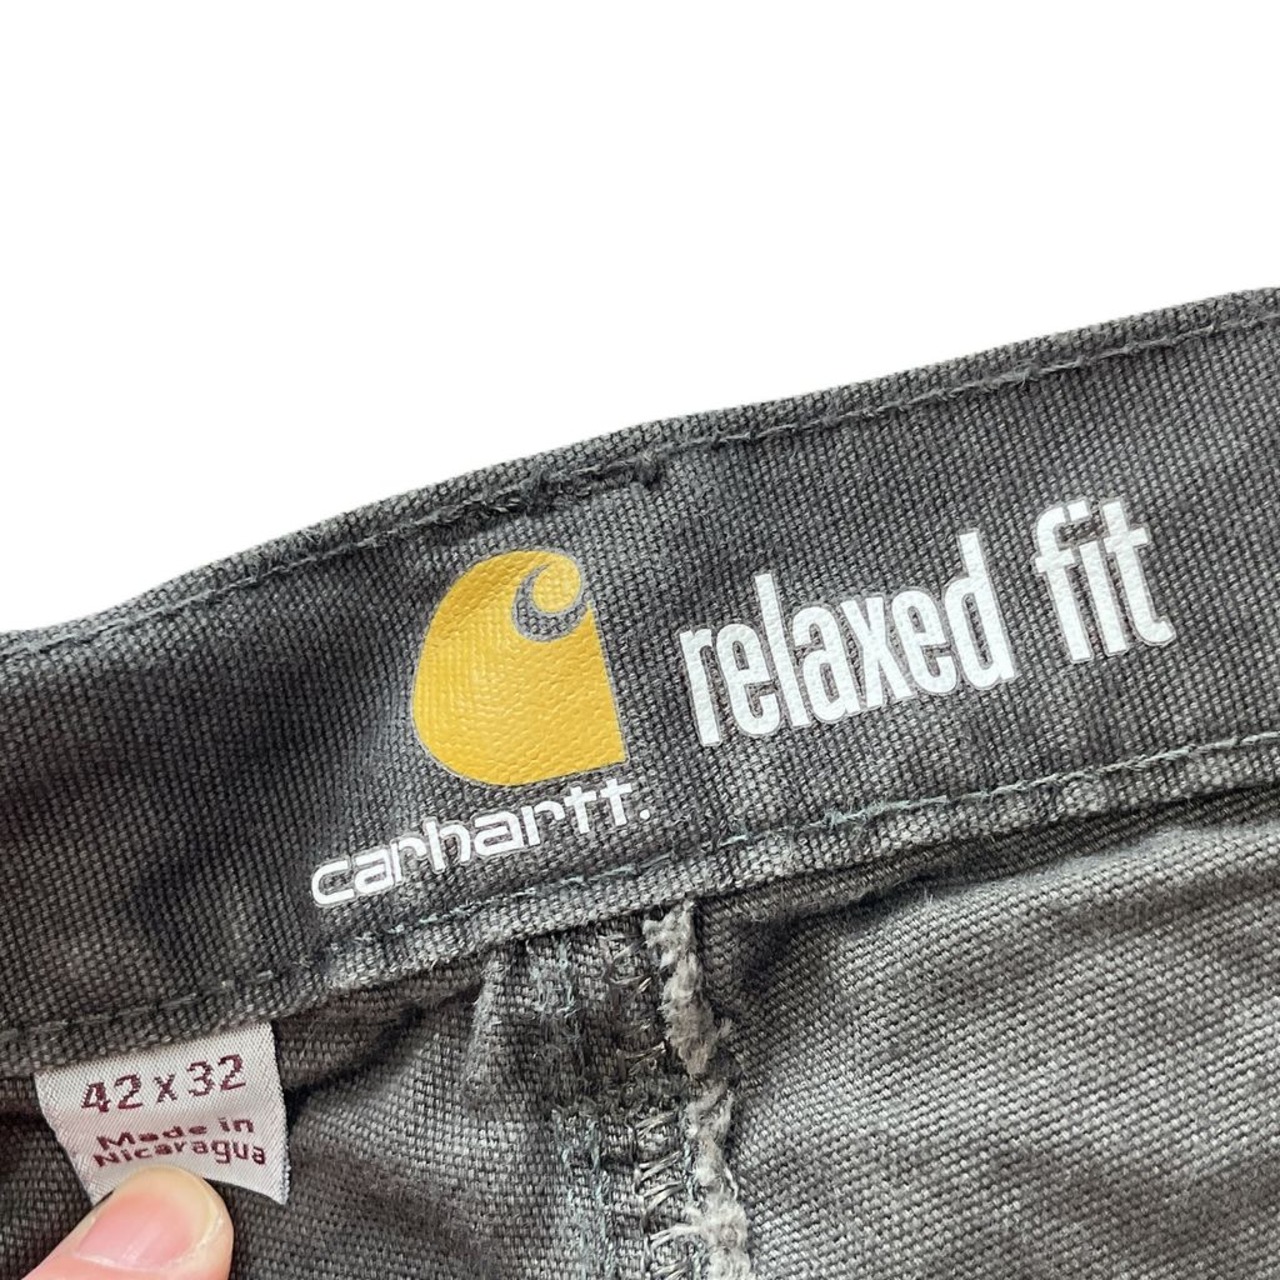 relaxed fit
carhartt.
42 x 32
Made in
Nicaragua